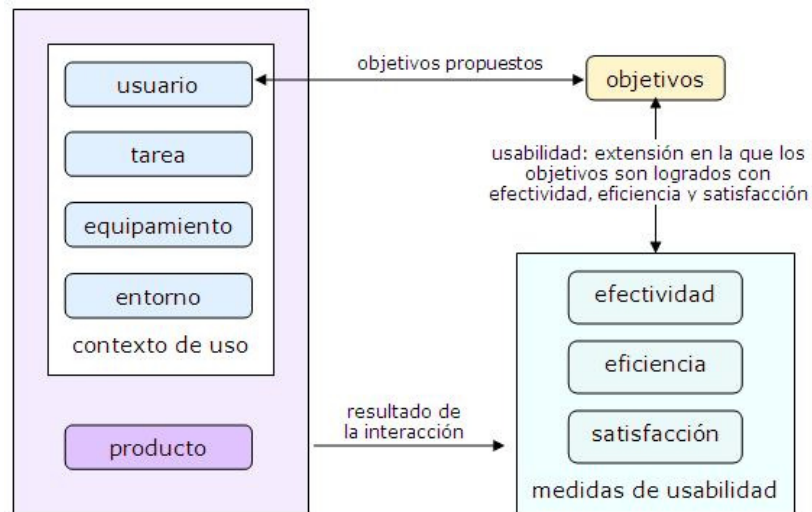 usuario
tarea
equipamiento
entorno
contexto de uso
producto
objetivos propuestos
objetivos
usabilidad: extensión en la que los
objetivos son logrados con
efectividad, eficiencia y satisfacción
resultado de
la interacción
efectividad
eficiencia
satisfacción
medidas de usabilidad